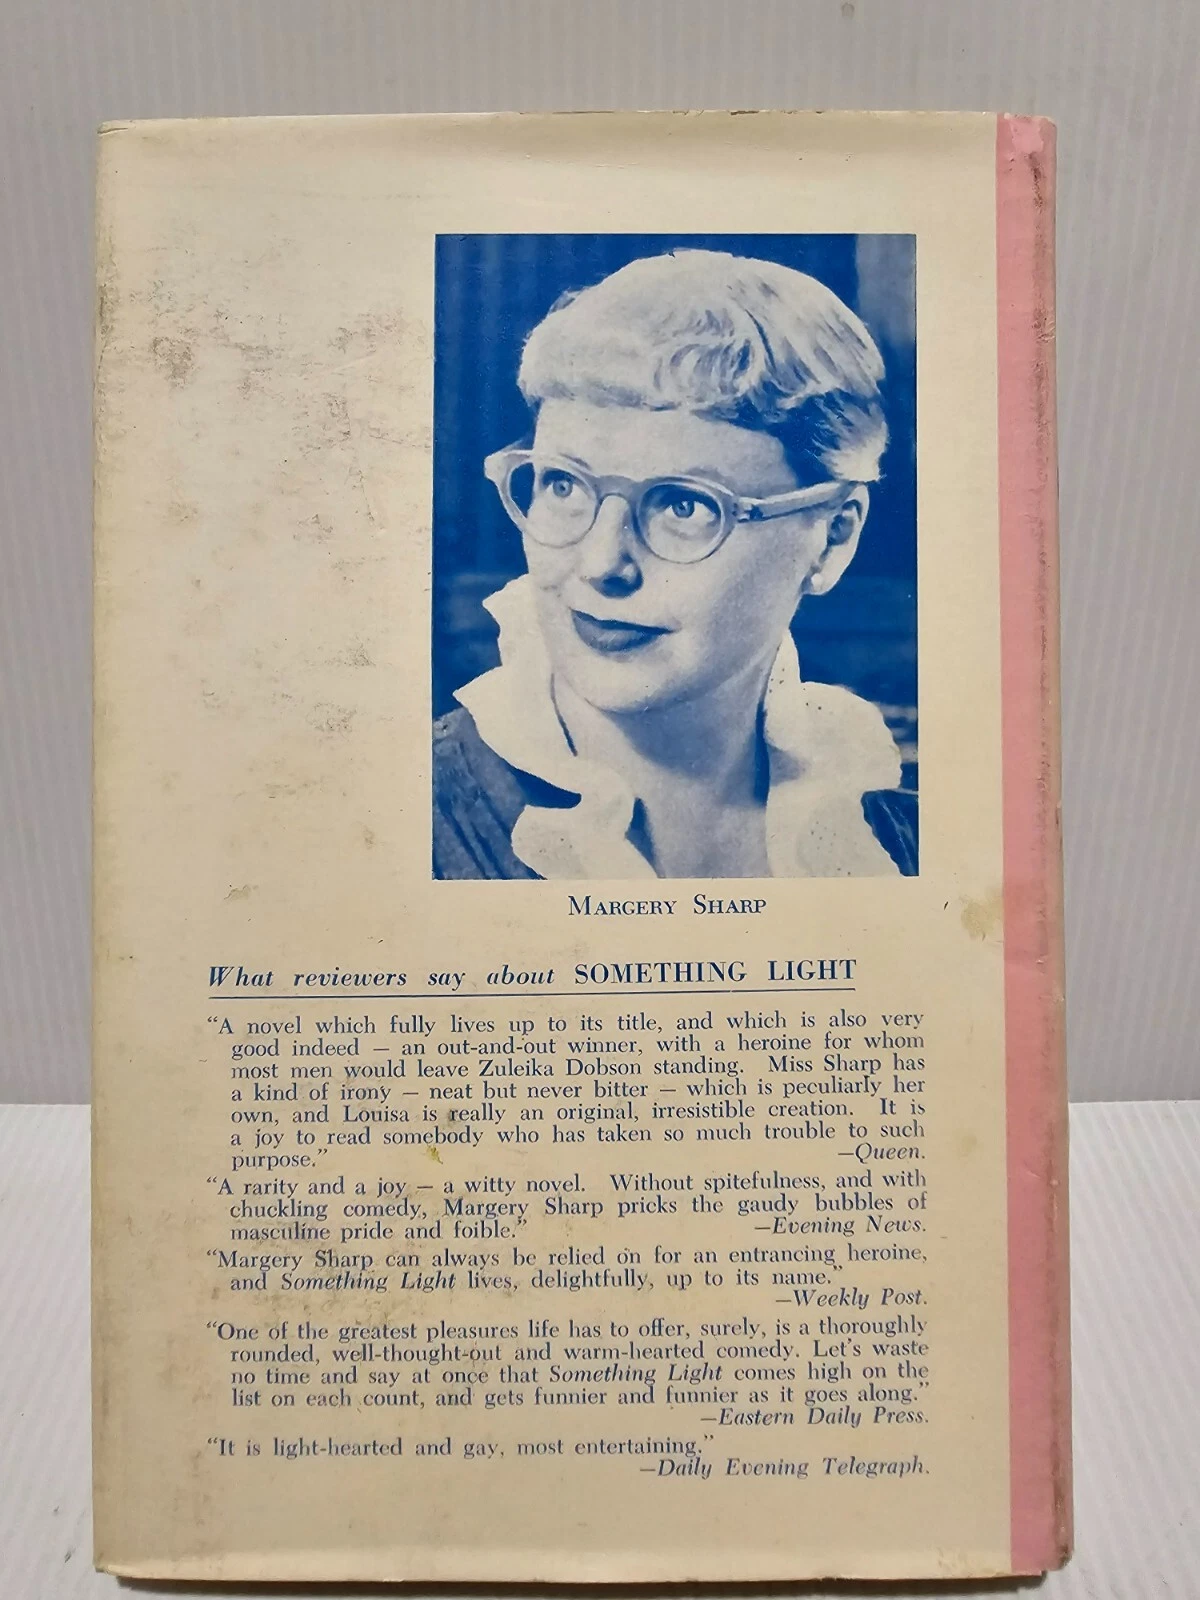 MARGERY SHARP
What reviewers say about SOMETHING LIGHT
“A novel which fully lives up to its title, and which is also very
good indeed — an out-and-out winner, with a heroine for whom
most men would leave Zuleika Dobson standing. Miss Sharp has
a kind of irony — neat but never bitter — which is peculiarly her
own, and Louisa is really an original, irresistible creation. It is
a joy to read somebody who has taken so much trouble to such
purpose.” —Queen.
“A rarity and a joy — a witty novel. Without spitefulness, and with
chuckling comedy, Margery Sharp pricks the gaudy bubbles of
masculine pride and foible.” —Evening News.
“Margery Sharp can always be relied on for an entrancing heroine,
and Something Light lives, delightfully, up to its name.”
—Weekly Post.
“One of the greatest pleasures life has to offer, surely, is a thoroughly
rounded, well-thought-out and warm-hearted comedy. Let’s waste
no time and say at once that Something Light comes high on the
list on each count, and gets funnier and funnier as it goes along.”
—Eastern Daily Press.
“It is light-hearted and gay, most entertaining.”
—Daily Evening Telegraph.